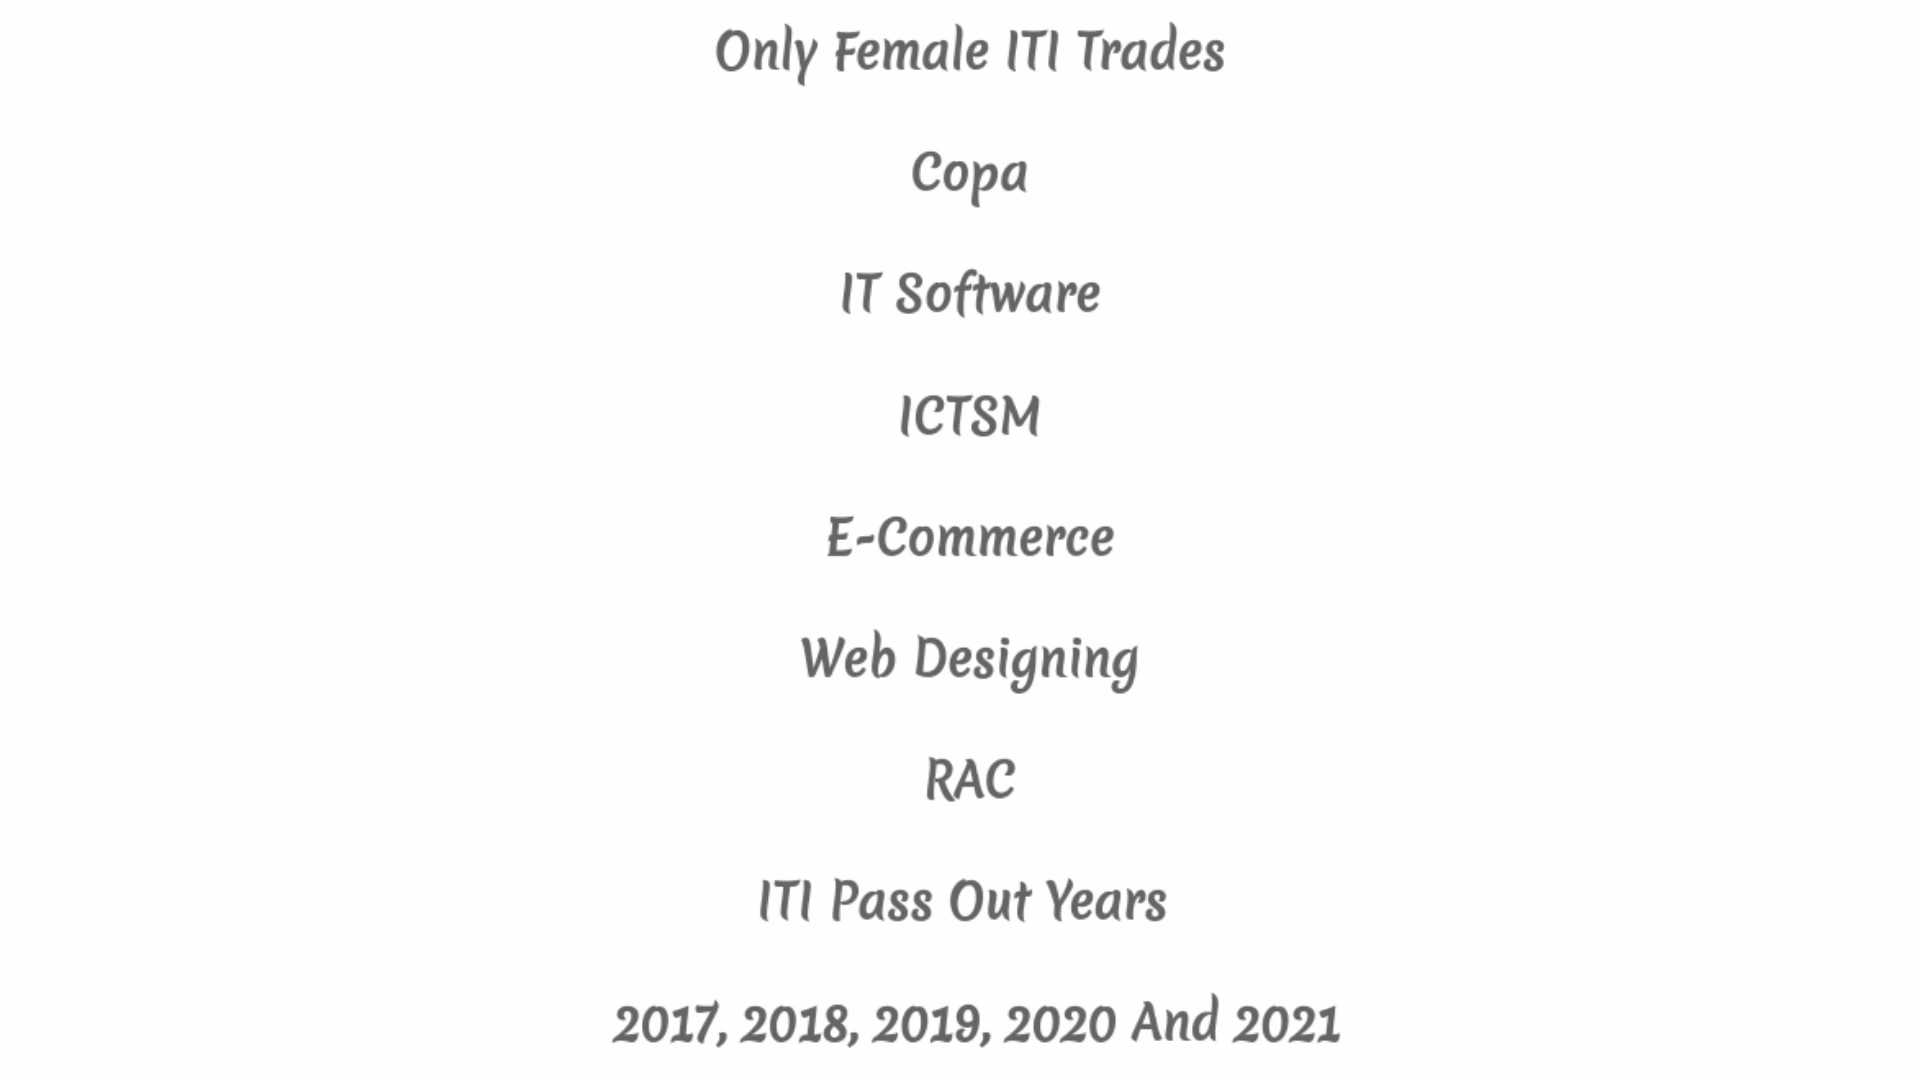 Only Female ITI Trades
Copa
IT Software
ICTSM
E-Commerce
Web Designing
RAC
ITI Pass Out Years
2017, 2018, 2019, 2020 And 2021